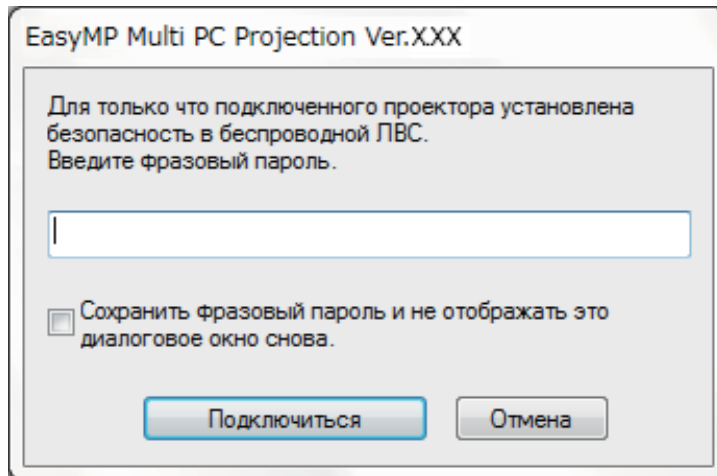 EasyMP Multi PC Projection Ver.XXX
Для только что подключенного проектора установлена
безопасность в беспроводной ЛВС.
Введите фразовый пароль.
Сохранить фразовый пароль и не отображать это
диалоговое окно снова.
Подключиться
Отмена